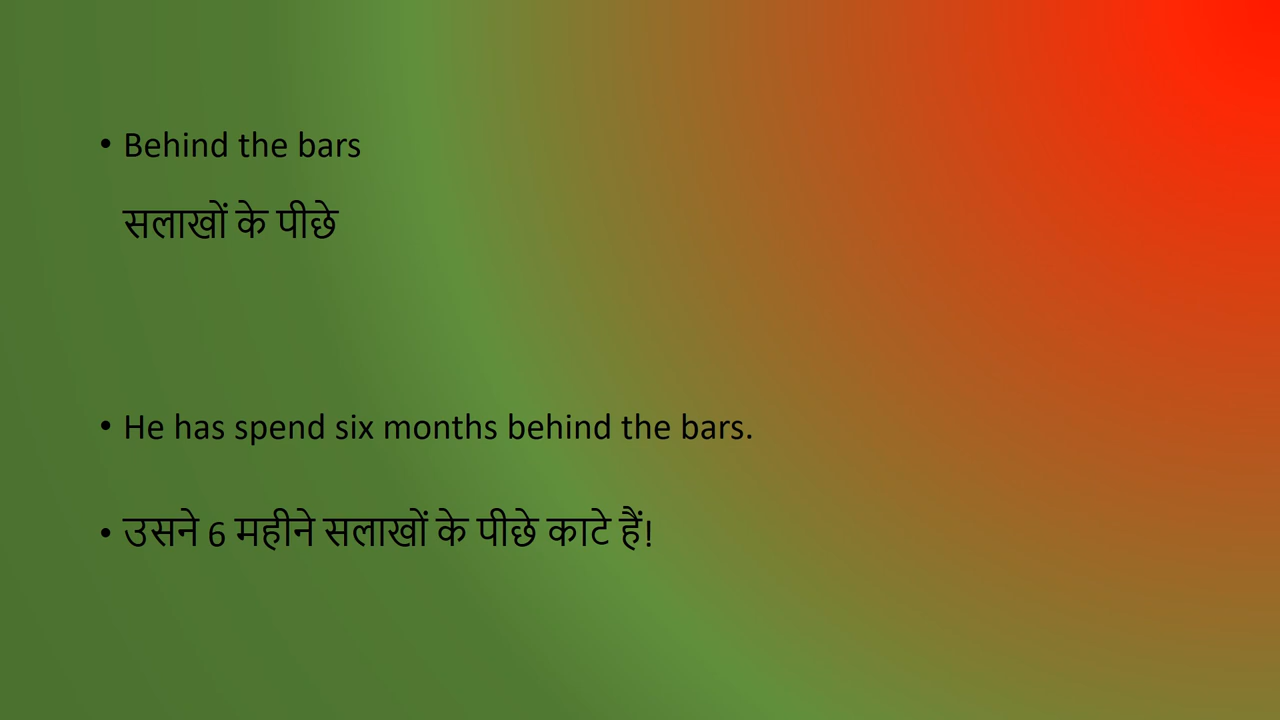 • Behind the bars
सलाखों के पीछे
• He has spend six months behind the bars.
• उसने 6 महीने सलाखों के पीछे काटे हैं!